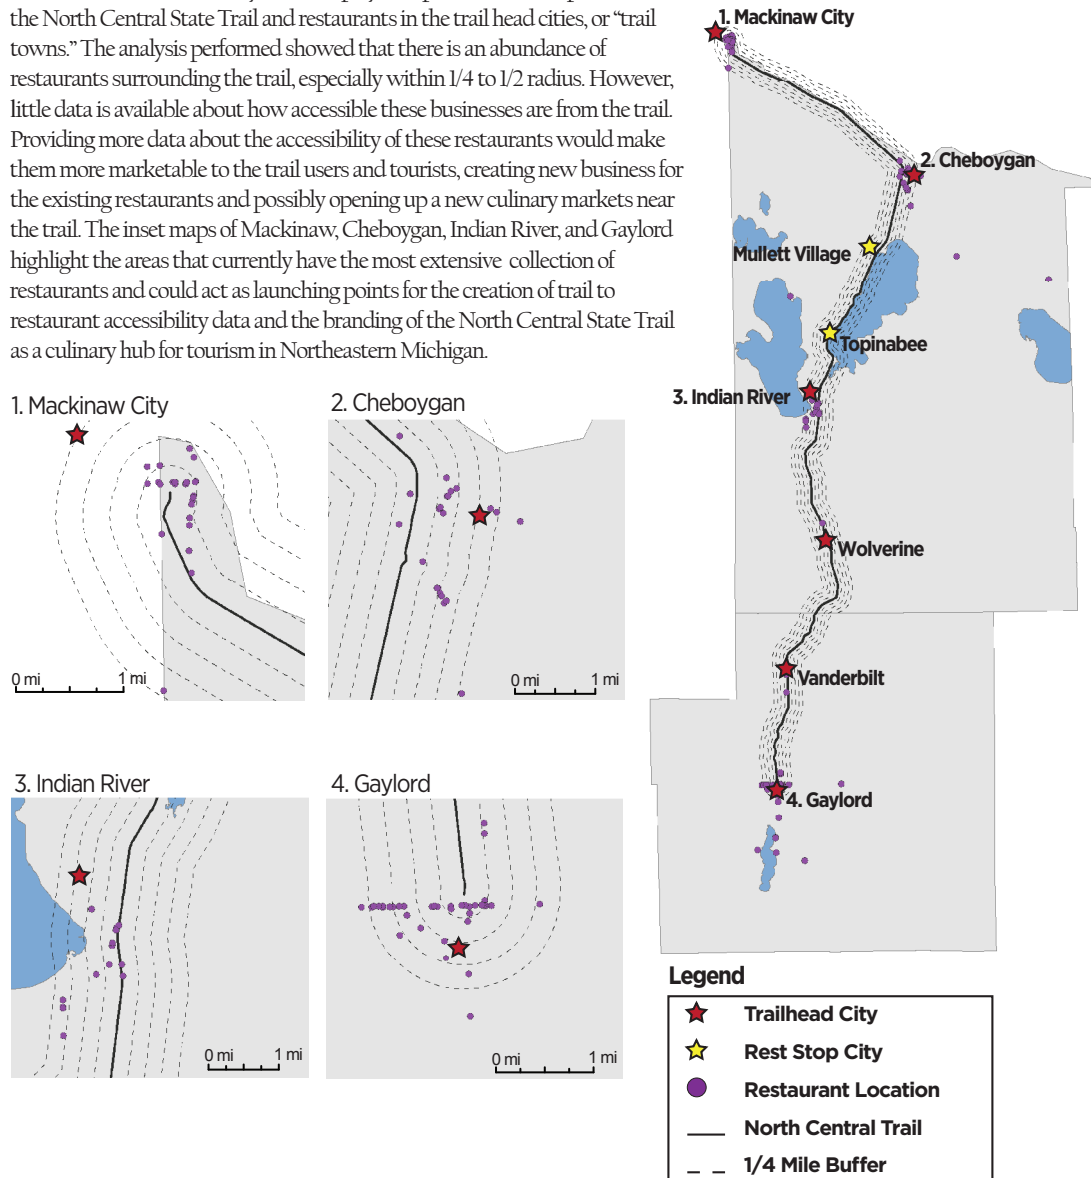 the North Central State Trail and restaurants in the trail head cities, or “trail
towns.” The analysis performed showed that there is an abundance of
restaurants surrounding the trail, especially within 1/4 to 1/2 radius. However,
little data is available about how accessible these businesses are from the trail.
Providing more data about the accessibility of these restaurants would make
them more marketable to the trail users and tourists, creating new business for
the existing restaurants and possibly opening up a new culinary markets near
the trail. The inset maps of Mackinaw, Cheboygan, Indian River, and Gaylord
highlight the areas that currently have the most extensive collection of
restaurants and could act as launching points for the creation of trail to
restaurant accessibility data and the branding of the North Central State Trail
as a culinary hub for tourism in Northeastern Michigan.
1. Mackinaw City
0 mi 1 mi
2. Cheboygan
0 mi 1 mi
3. Indian River
0 mi 1 mi
4. Gaylord
0 mi 1 mi
1. Mackinaw City
2. Cheboygan
Mullett Village
Topinabee
3. Indian River
Wolverine
Vanderbilt
4. Gaylord
Legend
Trailhead City
Rest Stop City
Restaurant Location
North Central Trail
1/4 Mile Buffer